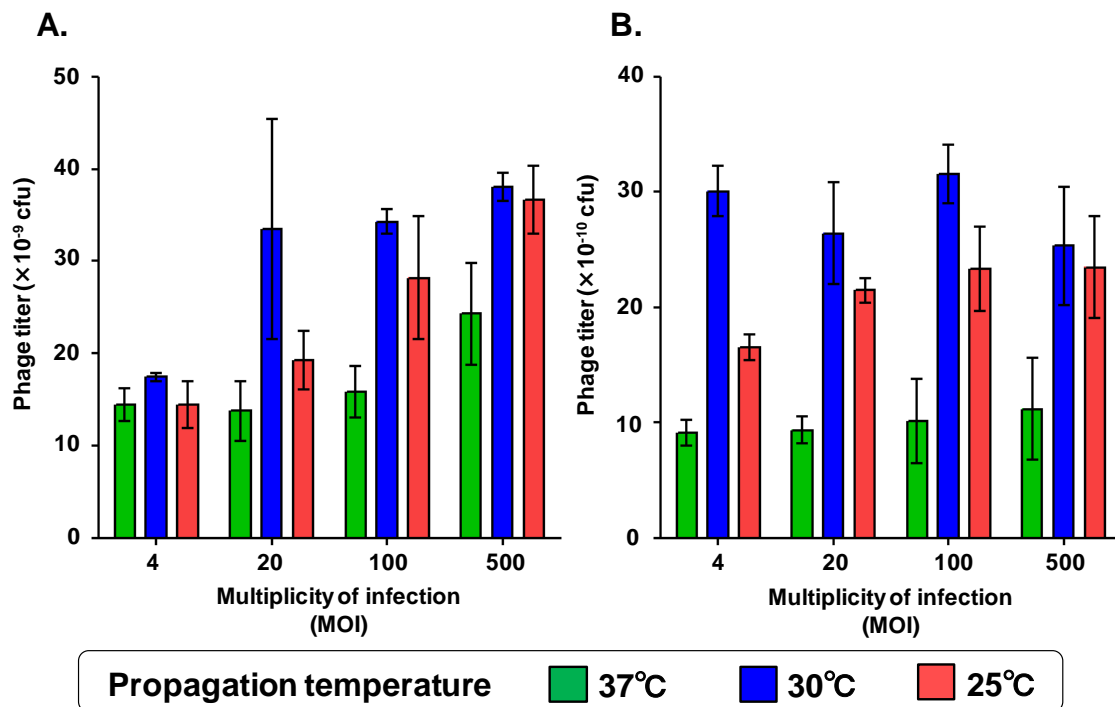 A.
Phage titer (×10⁻⁹ cfu)
50
40
30
20
10
0
4 20 100 500
Multiplicity of infection
(MOI)
B.
Phage titer (×10⁻¹⁰ cfu)
40
30
20
10
0
4 20 100 500
Multiplicity of infection
(MOI)
Propagation temperature 37℃ 30℃ 25℃